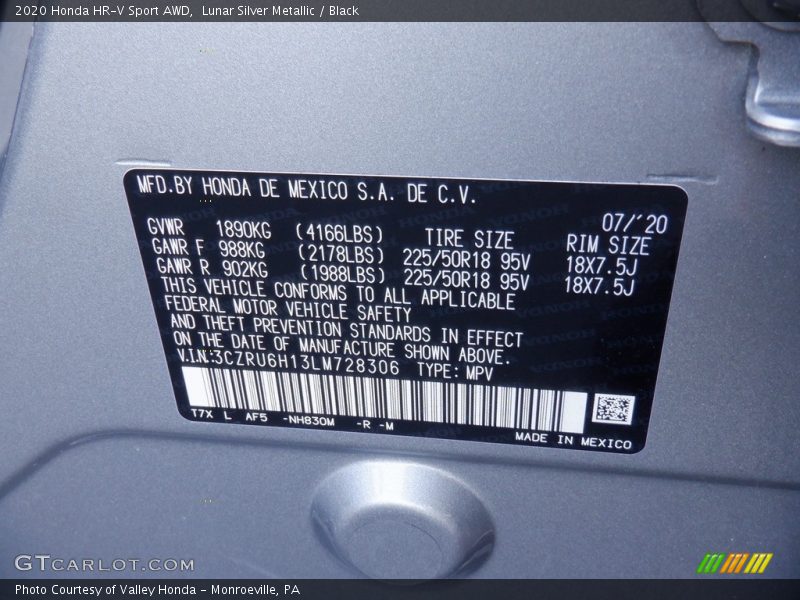 2020 Honda HR-V Sport AWD,  Lunar Silver Metallic / Black
MFD.BY HONDA DE MEXICO S.A. DE C.V.
07/'20
GVWR 1890KG (4166LBS) TIRE SIZE RIM SIZE
GAWR F 988KG (2178LBS) 225/50R18 95V 18X7.5J
GAWR R 902KG (1988LBS) 225/50R18 95V 18X7.5J
THIS VEHICLE CONFORMS TO ALL APPLICABLE
FEDERAL MOTOR VEHICLE SAFETY
AND THEFT PREVENTION STANDARDS IN EFFECT
ON THE DATE OF MANUFACTURE SHOWN ABOVE.
V.I.N:3CZRU6H13LM728306 TYPE: MPV
T7X L AF5 -NH830M -R -M
MADE IN MEXICO
GTCARLOT.COM
Photo Courtesy of Valley Honda - Monroeville, PA